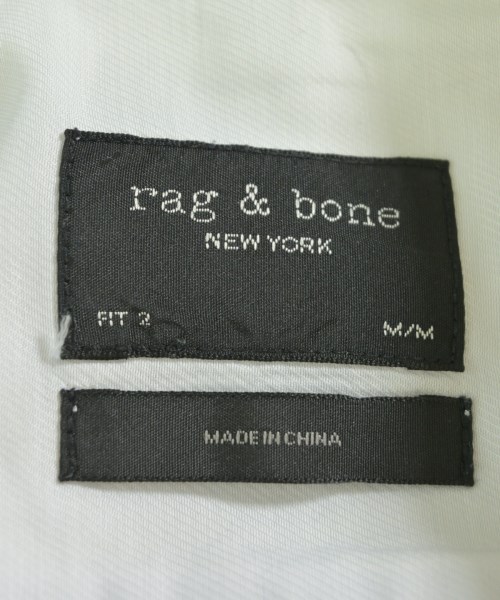 rag & bone
NEW YORK
FIT 2
M/M
MADE IN CHINA